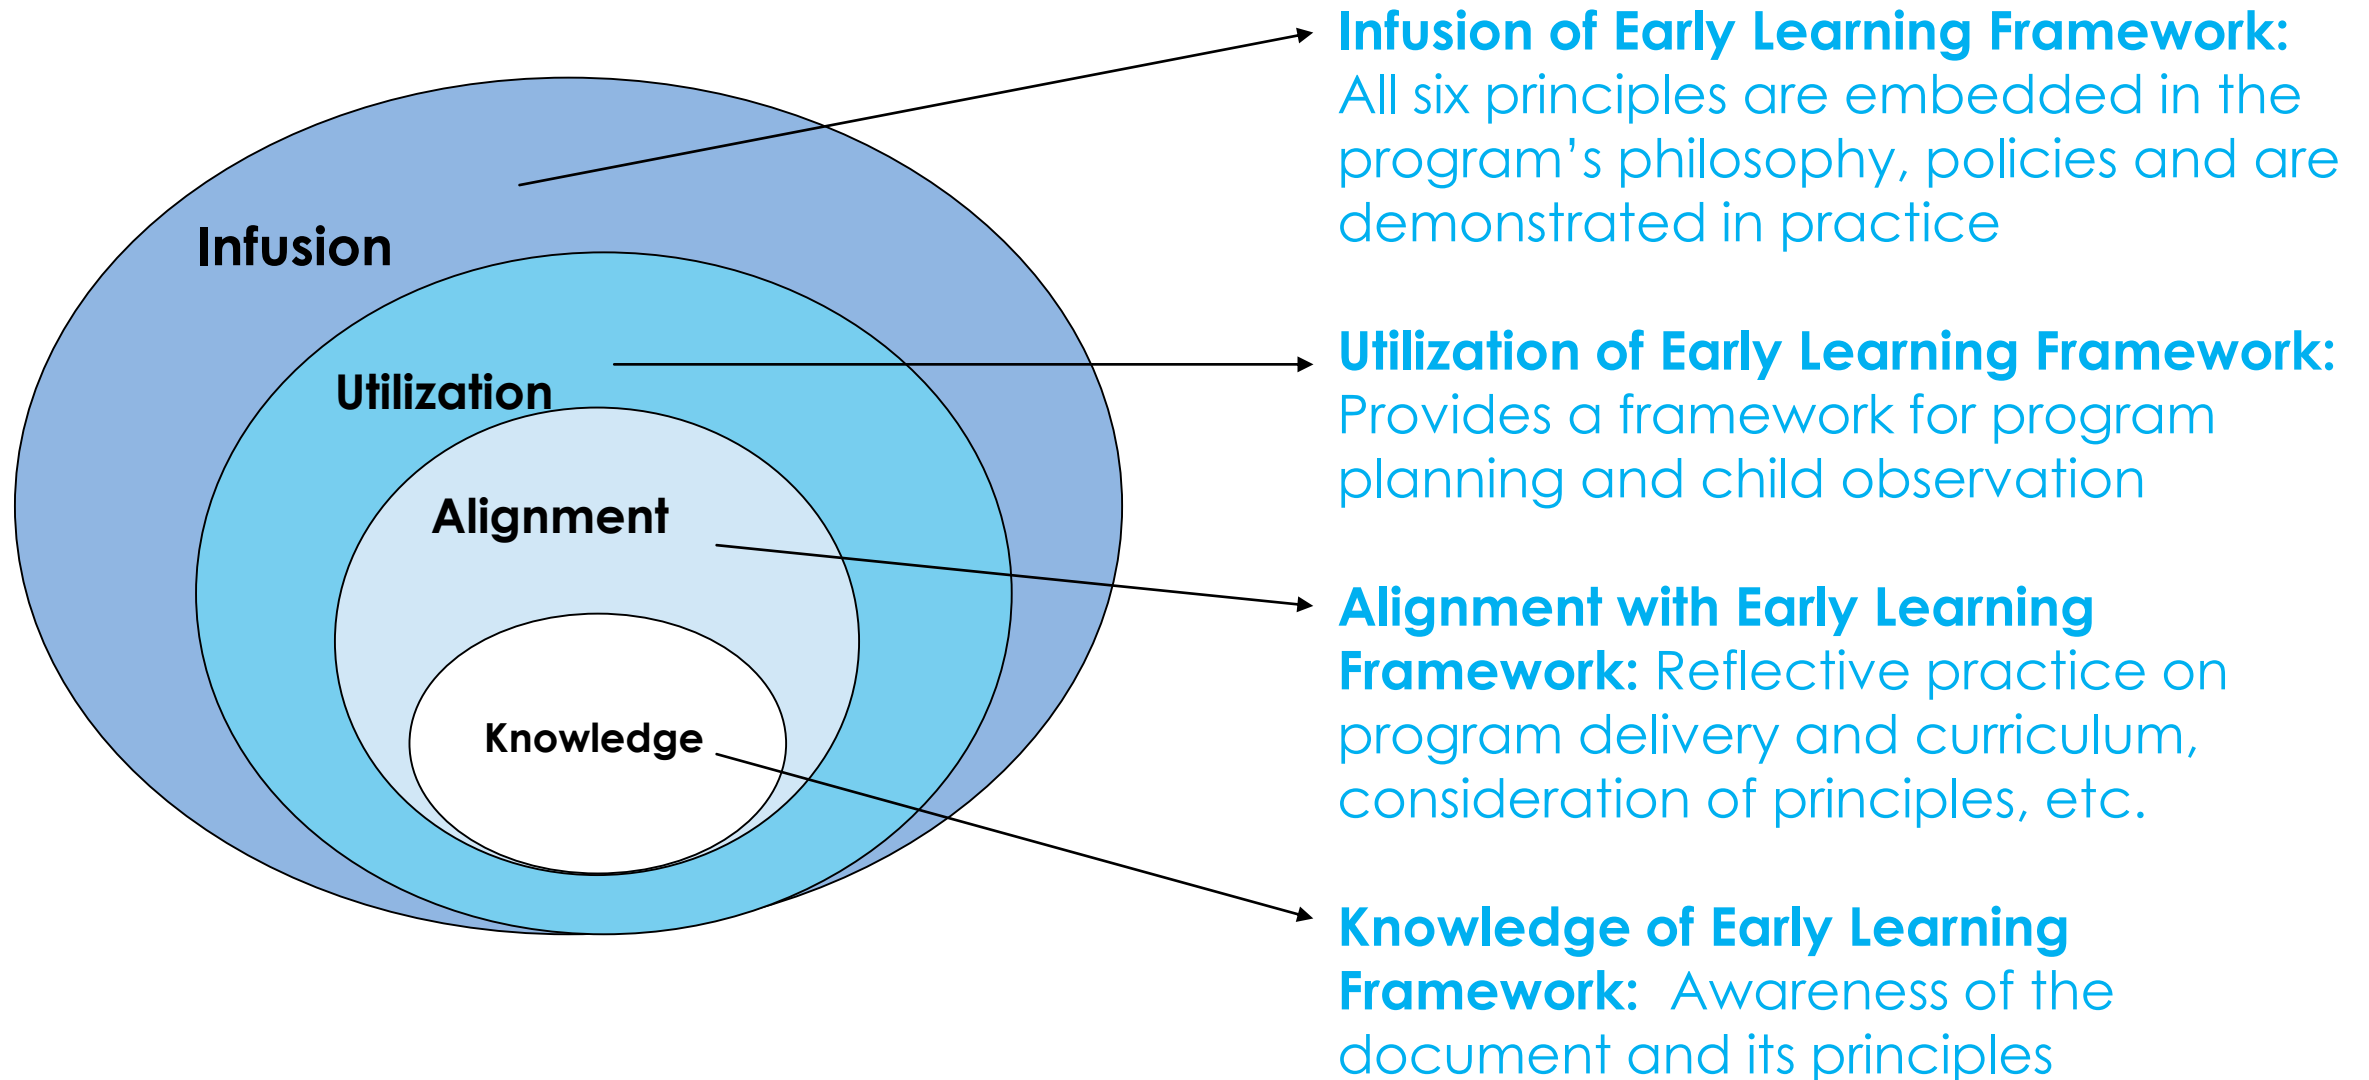 Infusion
Utilization
Alignment
Knowledge
Infusion of Early Learning Framework:
All six principles are embedded in the
program’s philosophy, policies and are
demonstrated in practice
Utilization of Early Learning Framework:
Provides a framework for program
planning and child observation
Alignment with Early Learning
Framework: Reflective practice on
program delivery and curriculum,
consideration of principles, etc.
Knowledge of Early Learning
Framework:  Awareness of the
document and its principles